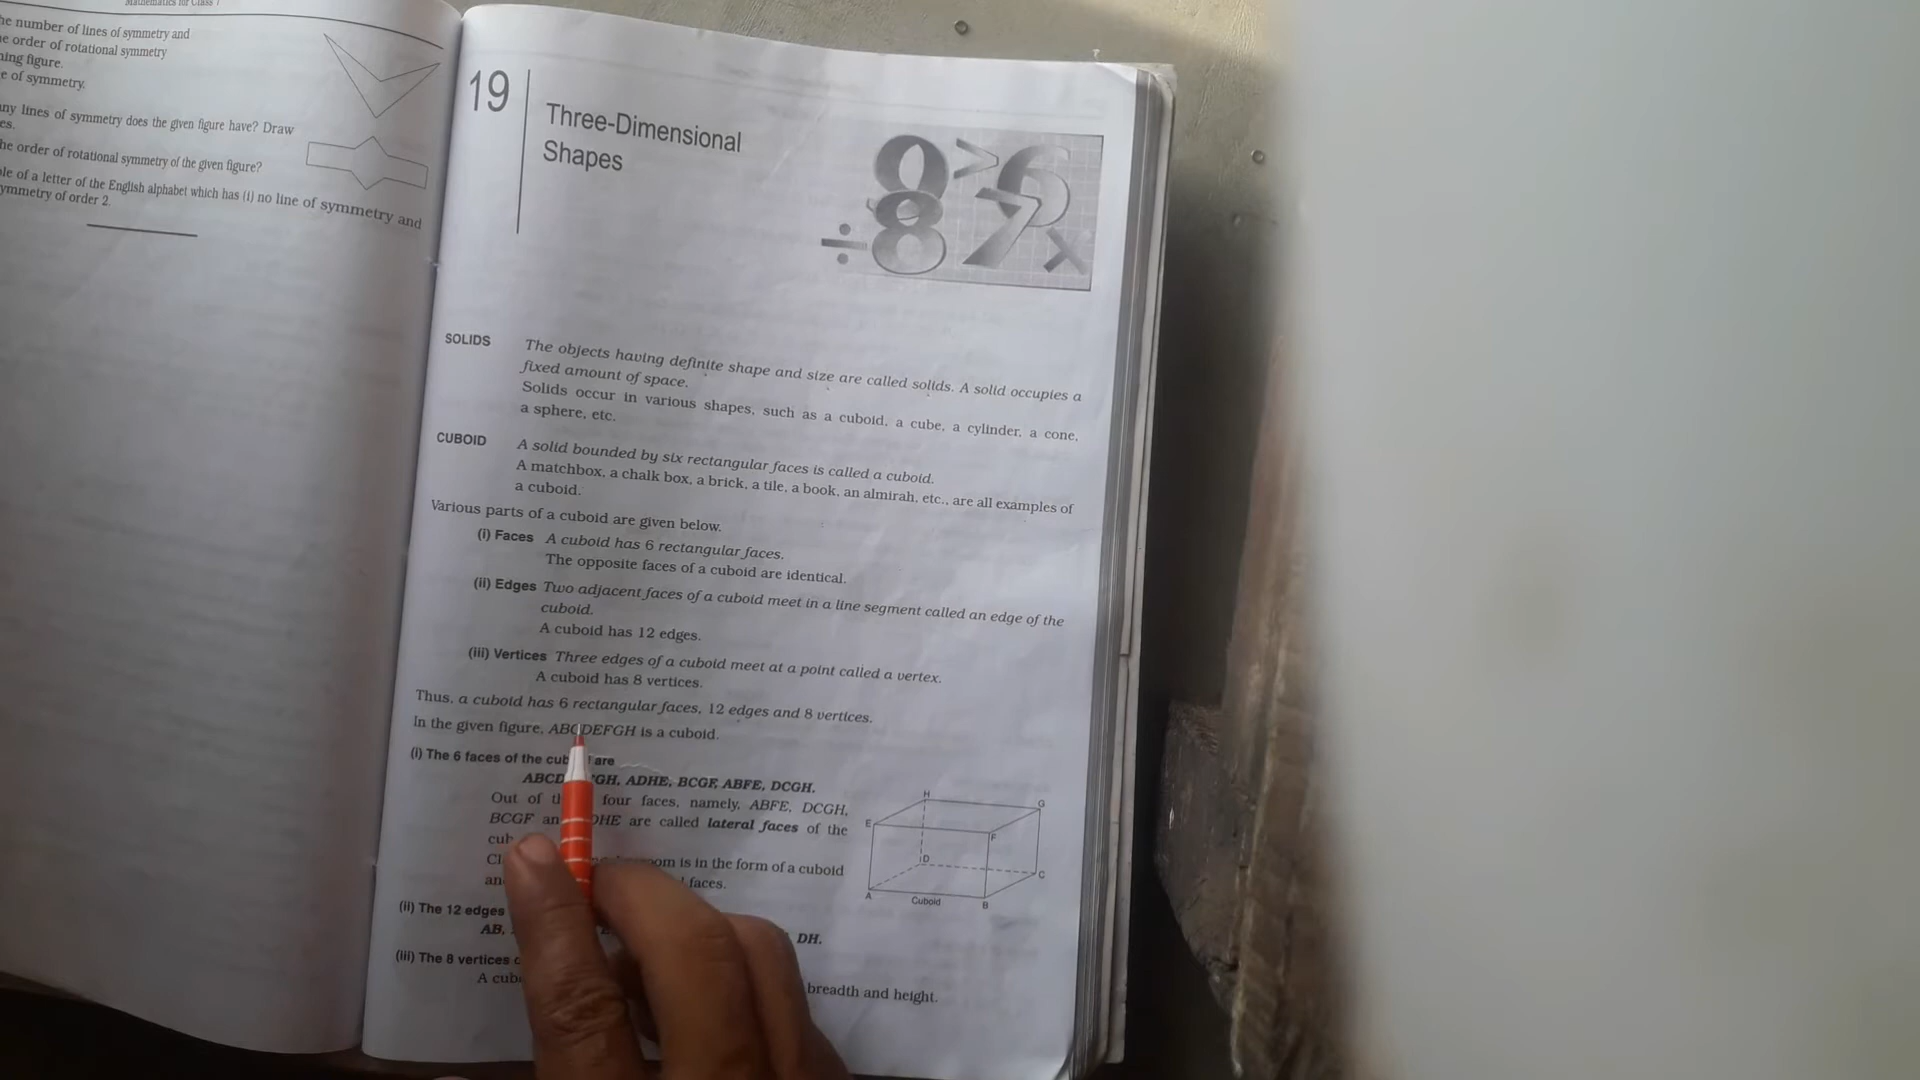 Mathematics for Class 7
he number of lines of symmetry and
e order of rotational symmetry
ning figure.
e of symmetry.
ny lines of symmetry does the given figure have? Draw
es.
he order of rotational symmetry of the given figure?
le of a letter of the English alphabet which has (i) no line of symmetry and
ymmetry of order 2.
19
Three-Dimensional
Shapes
SOLIDS The objects having definite shape and size are called solids. A solid occupies a
fixed amount of space.
Solids occur in various shapes, such as a cuboid, a cube, a cylinder, a cone,
a sphere, etc.
CUBOID A solid bounded by six rectangular faces is called a cuboid.
A matchbox, a chalk box, a brick, a tile, a book, an almirah, etc., are all examples of
a cuboid.
Various parts of a cuboid are given below.
(i) Faces A cuboid has 6 rectangular faces.
The opposite faces of a cuboid are identical.
(ii) Edges Two adjacent faces of a cuboid meet in a line segment called an edge of the
cuboid.
A cuboid has 12 edges.
(iii) Vertices Three edges of a cuboid meet at a point called a vertex.
A cuboid has 8 vertices.
Thus, a cuboid has 6 rectangular faces, 12 edges and 8 vertices.
In the given figure, ABCDEFGH is a cuboid.
(i) The 6 faces of the cub are
ABCD, GH, ADHE, BCGF, ABFE, DCGH.
Out of four faces, namely, ABFE, DCGH,
BCGF an DHE are called lateral faces of the
cub
room is in the form of a cuboid
an faces.
(ii) The 12 edges
AB, DH.
(iii) The 8 vertices
A cub breadth and height.
H
G
E
F
D
C
A
B
Cuboid